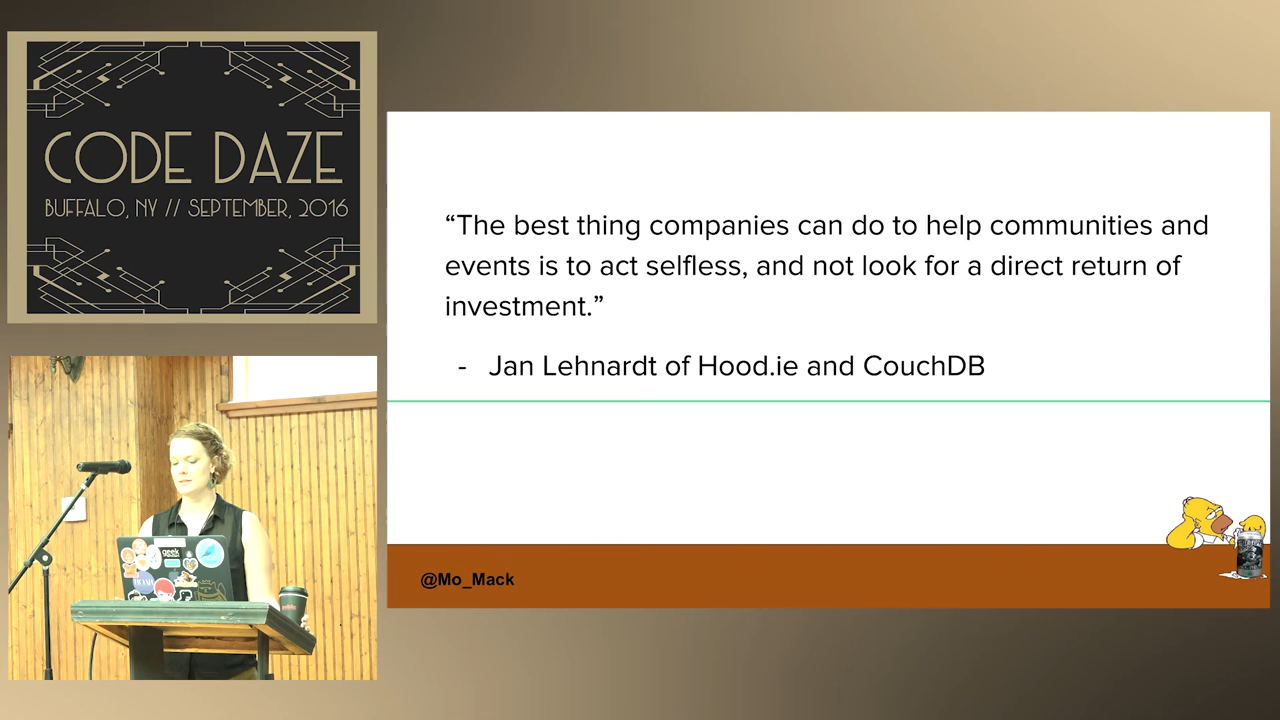 CODE DAZE
BUFFALO, NY // SEPTEMBER, 2016
“The best thing companies can do to help communities and
events is to act selfless, and not look for a direct return of
investment.”
- Jan Lehnardt of Hood.ie and CouchDB
@Mo_Mack
geek